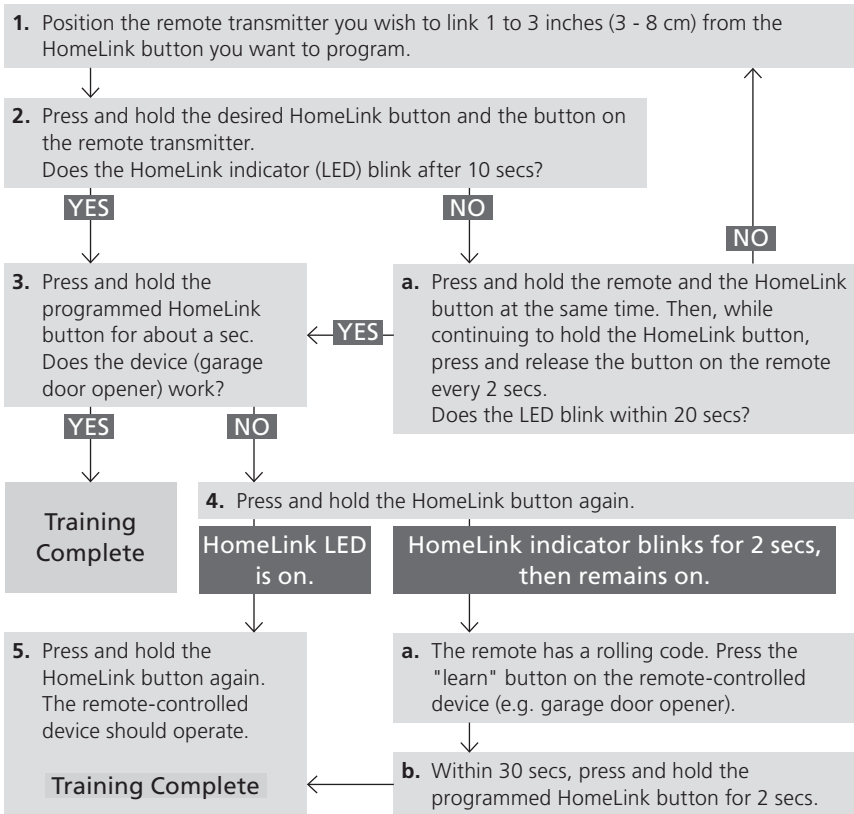 1. Position the remote transmitter you wish to link 1 to 3 inches (3 - 8 cm) from the
HomeLink button you want to program.
2. Press and hold the desired HomeLink button and the button on
the remote transmitter.
Does the HomeLink indicator (LED) blink after 10 secs?
YES
NO
NO
3. Press and hold the
programmed HomeLink
button for about a sec.
Does the device (garage
door opener) work?
YES
a. Press and hold the remote and the HomeLink
button at the same time. Then, while
continuing to hold the HomeLink button,
press and release the button on the remote
every 2 secs.
Does the LED blink within 20 secs?
YES
NO
Training
Complete
4. Press and hold the HomeLink button again.
HomeLink LED
is on.
HomeLink indicator blinks for 2 secs,
then remains on.
5. Press and hold the
HomeLink button again.
The remote-controlled
device should operate.
Training Complete
a. The remote has a rolling code. Press the
"learn" button on the remote-controlled
device (e.g. garage door opener).
b. Within 30 secs, press and hold the
programmed HomeLink button for 2 secs.